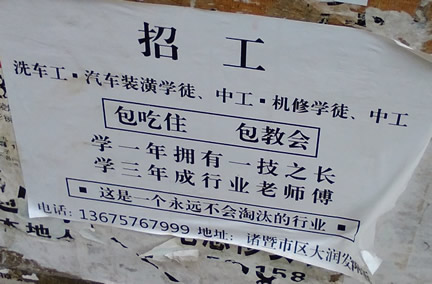 招工
洗车工·汽车装潢学徒、中工·机修学徒、中工
包吃住 包教会
学一年拥有一技之长
学三年成行业老师傅
▪ 这是一个永远不会淘汰的行业 ▪
电话: 13675767999 地址: 诸暨市区大润发
本地人